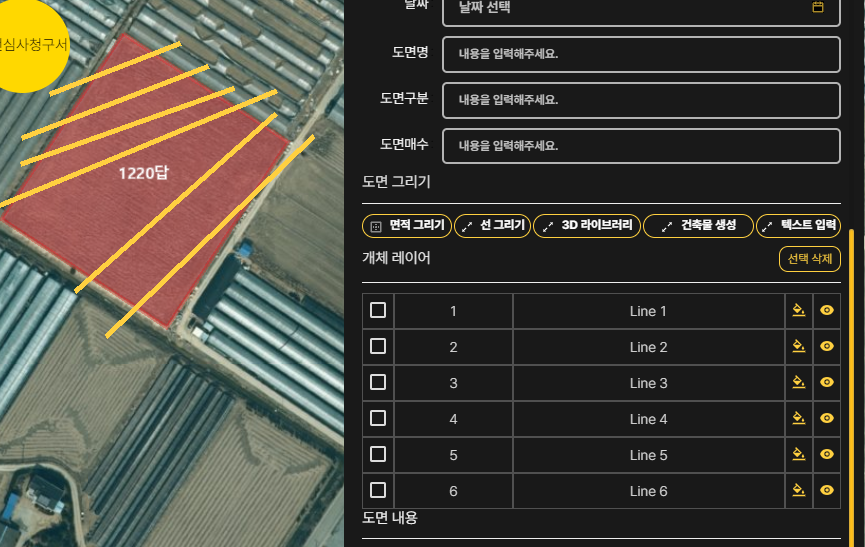 심사청구서
1220답
날짜
날짜 선택
도면명
내용을 입력해주세요.
도면구분
내용을 입력해주세요.
도면매수
내용을 입력해주세요.
도면 그리기
면적 그리기 선 그리기 3D 라이브러리 건축물 생성 텍스트 입력
개체 레이어
선택 삭제
1 Line 1
2 Line 2
3 Line 3
4 Line 4
5 Line 5
6 Line 6
도면 내용